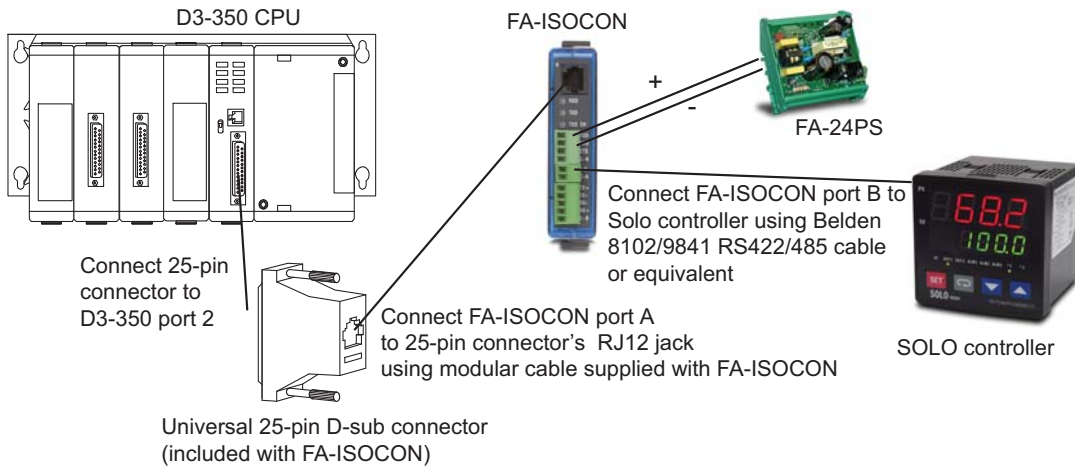 D3-350 CPU
FA-ISOCON
+
-
FA-24PS
Connect FA-ISOCON port B to
Solo controller using Belden
8102/9841 RS422/485 cable
or equivalent
PV
68.2
SV
100.0
SET
SOLO
SOLO controller
Connect 25-pin
connector to
D3-350 port 2
Connect FA-ISOCON port A
to 25-pin connector's RJ12 jack
using modular cable supplied with FA-ISOCON
Universal 25-pin D-sub connector
(included with FA-ISOCON)